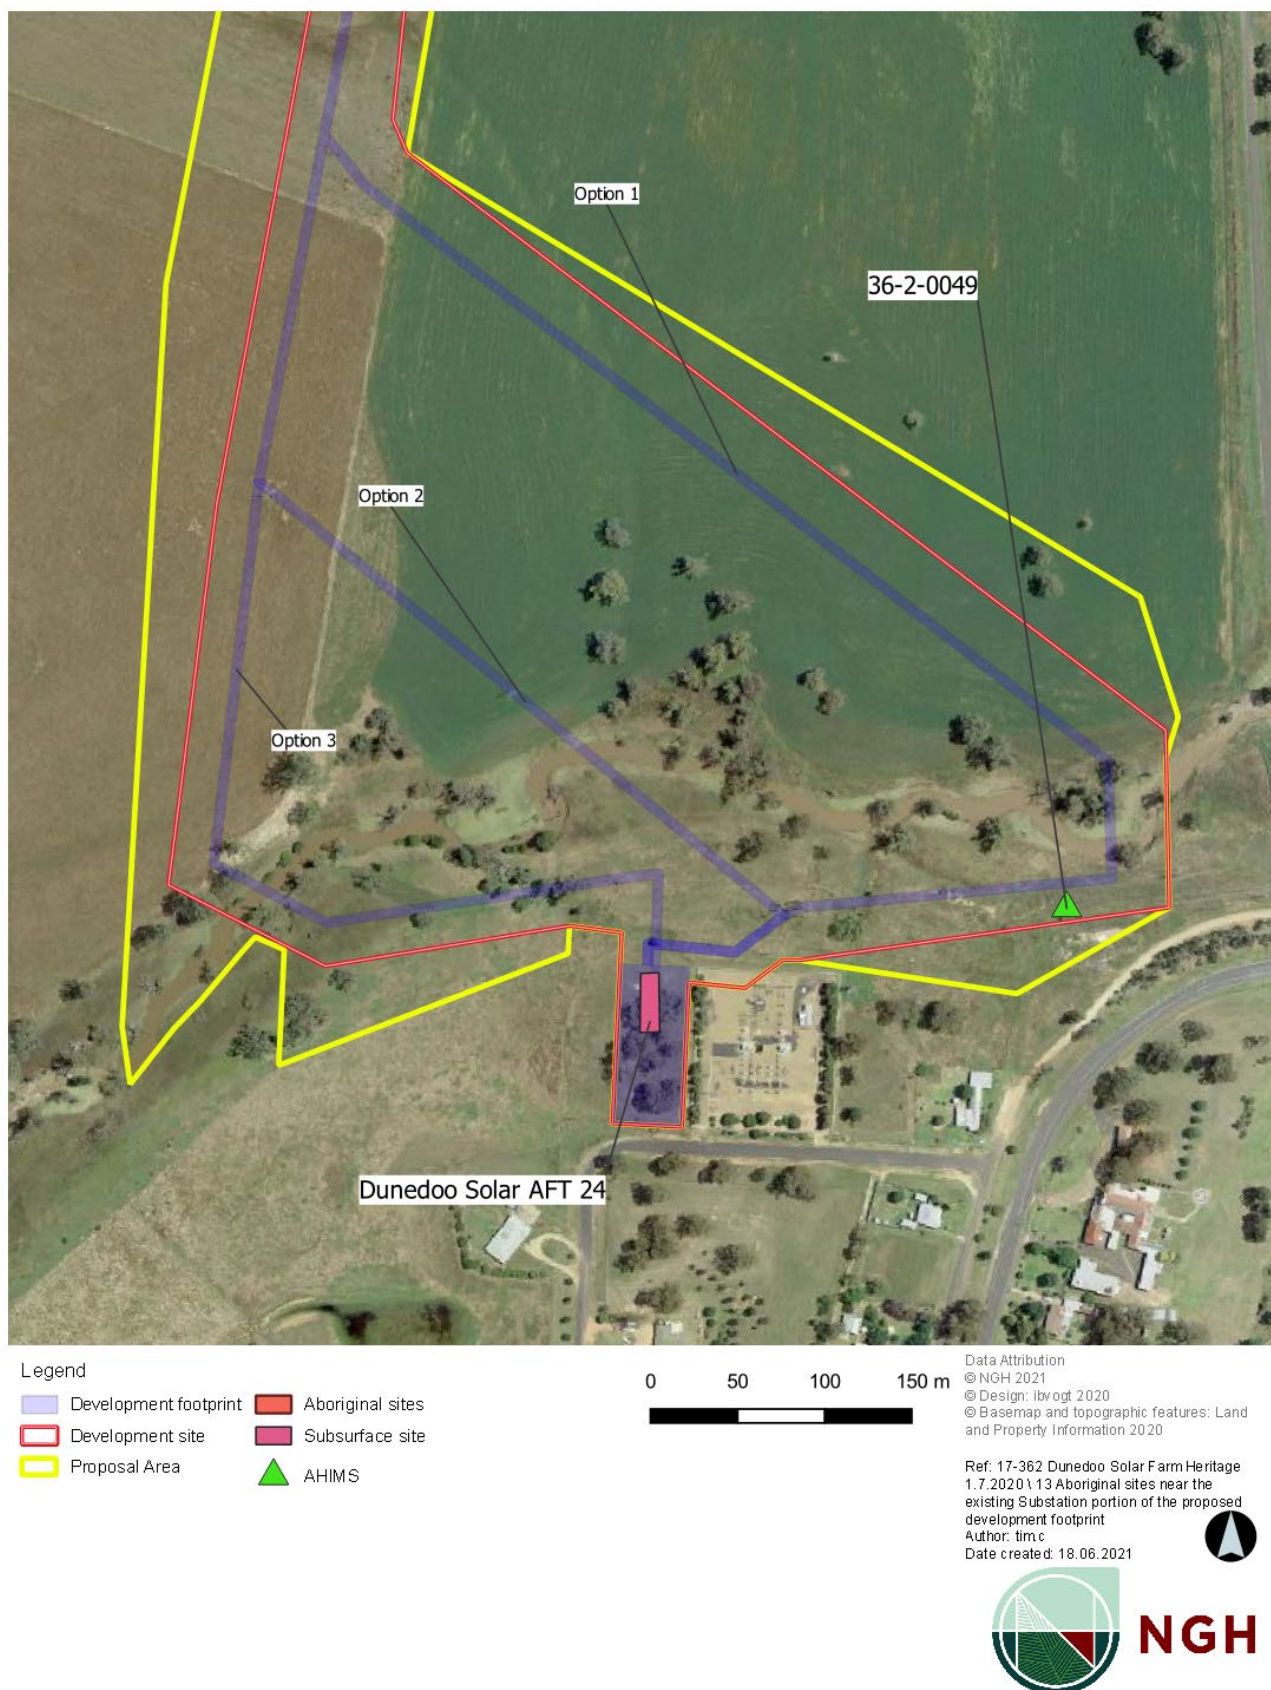 Option 1
36-2-0049
Option 2
Option 3
Dunedoo Solar AFT 24
Legend
Development footprint
Development site
Proposal Area
Aboriginal sites
Subsurface site
AHIMS
0 50 100 150 m
Data Attribution
© NGH 2021
© Design: ibvogt 2020
© Basemap and topographic features: Land
and Property Information 2020
Ref: 17-362 Dunedoo Solar Farm Heritage
1.7.2020 \ 13 Aboriginal sites near the
existing Substation portion of the proposed
development footprint
Author: tim.c
Date created: 18.06.2021
NGH